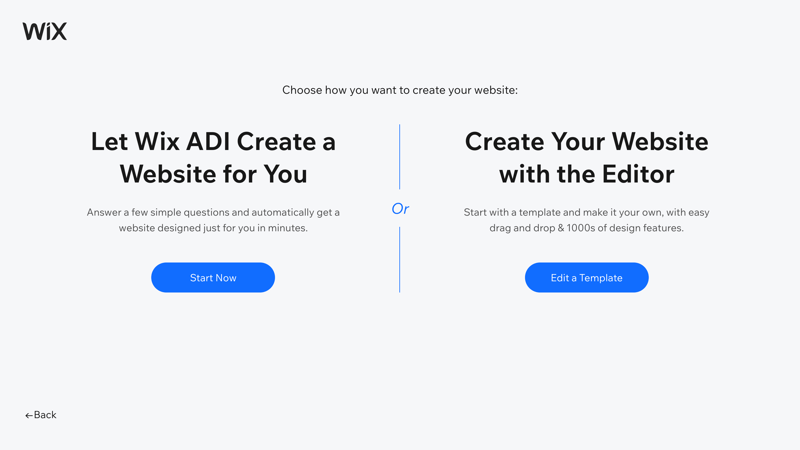 WiX
Choose how you want to create your website:
Let Wix ADI Create a
Website for You
Answer a few simple questions and automatically get a
website designed just for you in minutes.
Start Now
Or
Create Your Website
with the Editor
Start with a template and make it your own, with easy
drag and drop & 1000s of design features.
Edit a Template
←Back